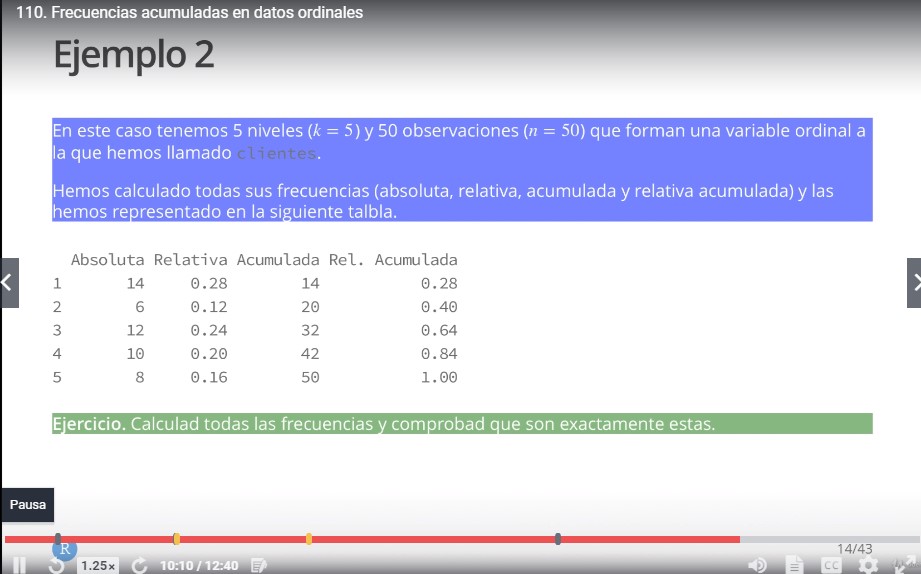 110. Frecuencias acumuladas en datos ordinales
Ejemplo 2
En este caso tenemos 5 niveles (k = 5) y 50 observaciones (n = 50) que forman una variable ordinal a
la que hemos llamado clientes.
Hemos calculado todas sus frecuencias (absoluta, relativa, acumulada y relativa acumulada) y las
hemos representado en la siguiente talbla.
Absoluta Relativa Acumulada Rel. Acumulada
1 14 0.28 14 0.28
2 6 0.12 20 0.40
3 12 0.24 32 0.64
4 10 0.20 42 0.84
5 8 0.16 50 1.00
Ejercicio. Calculad todas las frecuencias y comprobad que son exactamente estas.
Pausa
R
14/43
1.25x 10:10 / 12:40
5 CC